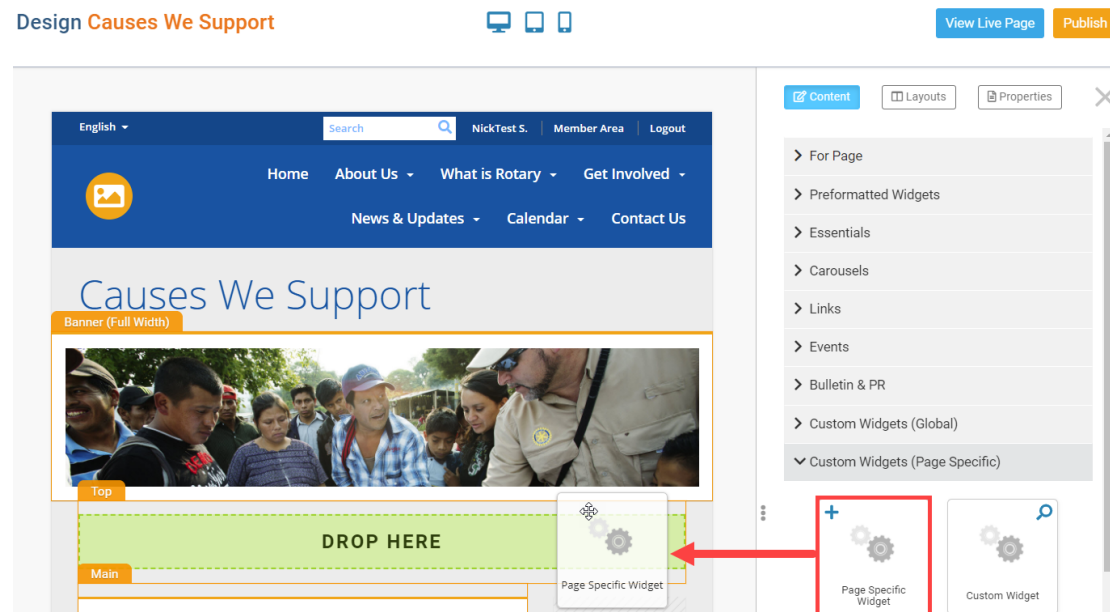 Design Causes We Support
View Live Page
Publish
Content
Layouts
Properties
English
Search
NickTest S.
Member Area
Logout
Home
About Us
What is Rotary
Get Involved
News & Updates
Calendar
Contact Us
Causes We Support
Banner (Full Width)
Top
DROP HERE
Page Specific Widget
Main
For Page
Preformatted Widgets
Essentials
Carousels
Links
Events
Bulletin & PR
Custom Widgets (Global)
Custom Widgets (Page Specific)
Page Specific
Widget
Custom Widget